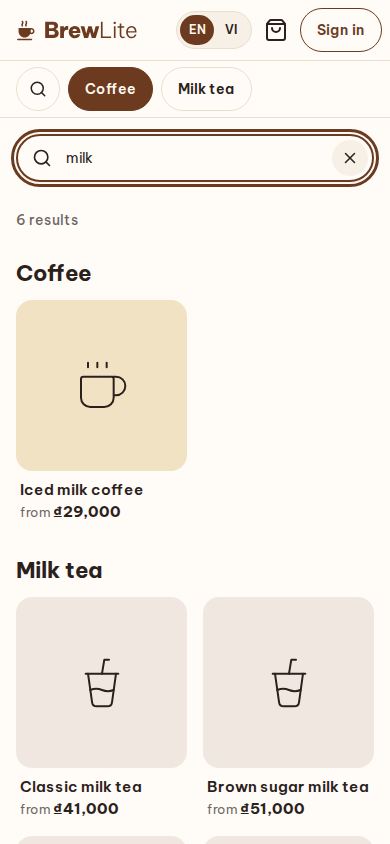 BrewLite
EN VI
Sign in
Coffee
Milk tea
milk
6 results
Coffee
Iced milk coffee
from ₫29,000
Milk tea
Classic milk tea
from ₫41,000
Brown sugar milk tea
from ₫51,000